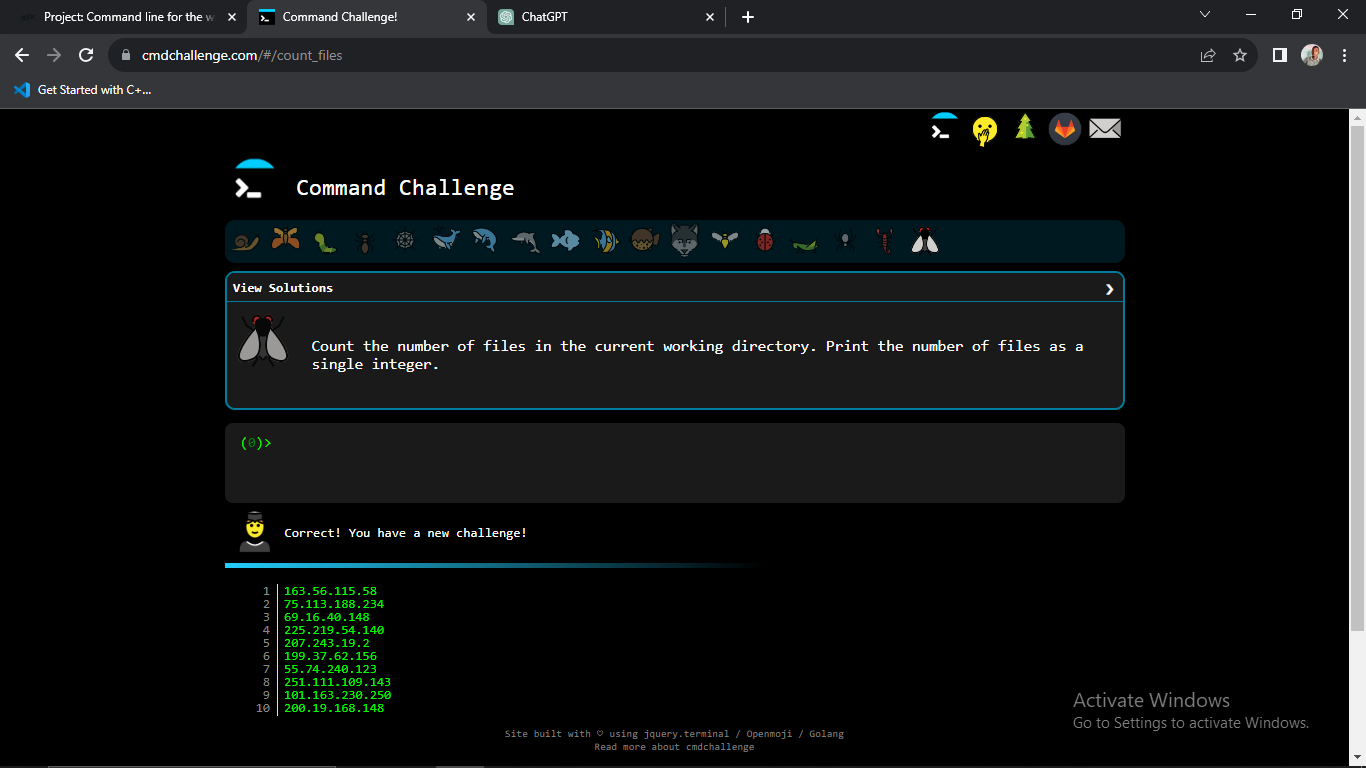 Project: Command line for the w
Command Challenge!
ChatGPT
cmdchallenge.com/#/count_files
Get Started with C+...
Command Challenge
View Solutions
Count the number of files in the current working directory. Print the number of files as a
single integer.
(0)>
Correct! You have a new challenge!
1 163.56.115.58
2 75.113.188.234
3 69.16.40.148
4 225.219.54.140
5 207.243.19.2
6 199.37.62.156
7 55.74.240.123
8 251.111.109.143
9 101.163.230.250
10 200.19.168.148
Activate Windows
Go to Settings to activate Windows.
Site built with ♡ using jquery.terminal / Openmoji / Golang
Read more about cmdchallenge